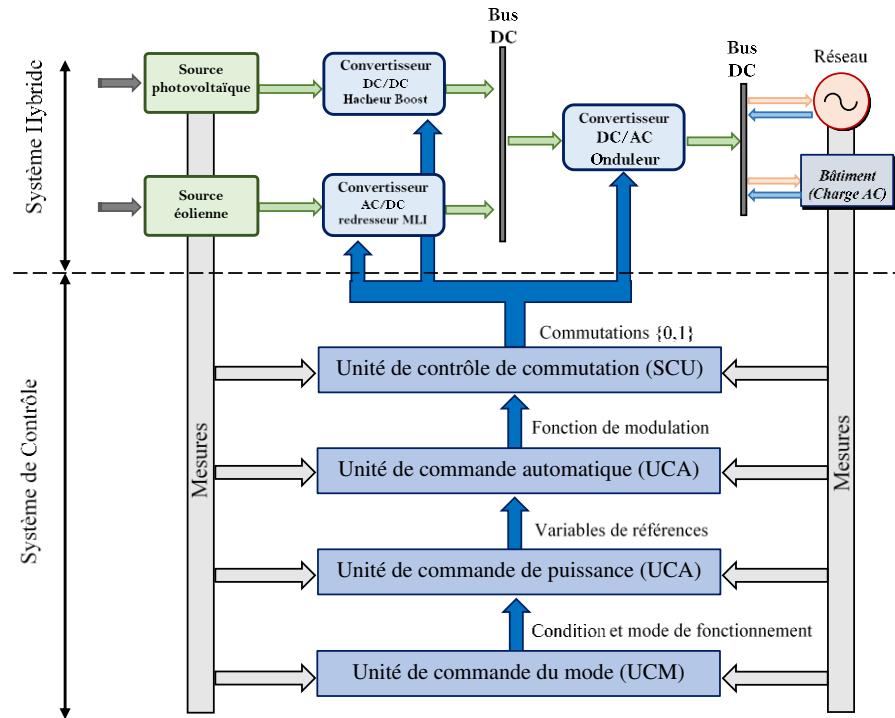 Bus
DC
Bus
DC
Réseau
Source
photovoltaïque
Convertisseur
DC/DC
Hacheur Boost
Convertisseur
DC/AC
Onduleur
Source
éolienne
Convertisseur
AC/DC
redresseur MLI
Bâtiment
(Charge AC)
Système Hybride
Commutations {0,1}
Unité de contrôle de commutation (SCU)
Fonction de modulation
Unité de commande automatique (UCA)
Variables de références
Unité de commande de puissance (UCA)
Condition et mode de fonctionnement
Unité de commande du mode (UCM)
Système de Contrôle
Mesures
Mesures